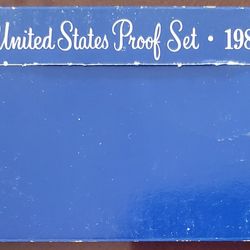 United States Proof Set • 198